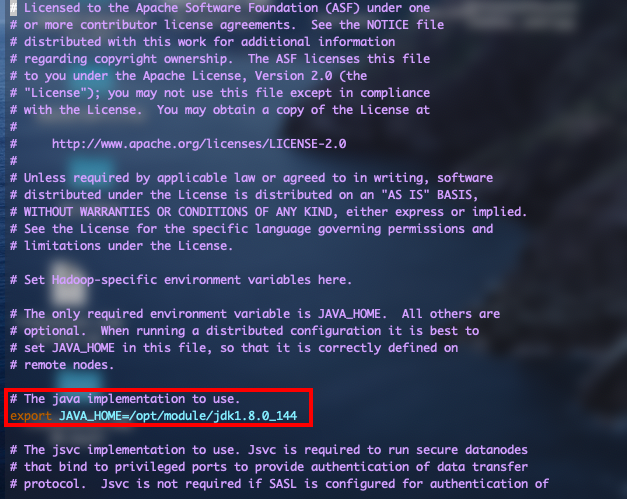 # Licensed to the Apache Software Foundation (ASF) under one
# or more contributor license agreements.  See the NOTICE file
# distributed with this work for additional information
# regarding copyright ownership.  The ASF licenses this file
# to you under the Apache License, Version 2.0 (the
# "License"); you may not use this file except in compliance
# with the License.  You may obtain a copy of the License at
#
#     http://www.apache.org/licenses/LICENSE-2.0
#
# Unless required by applicable law or agreed to in writing, software
# distributed under the License is distributed on an "AS IS" BASIS,
# WITHOUT WARRANTIES OR CONDITIONS OF ANY KIND, either express or implied.
# See the License for the specific language governing permissions and
# limitations under the License.

# Set Hadoop-specific environment variables here.

# The only required environment variable is JAVA_HOME.  All others are
# optional.  When running a distributed configuration it is best to
# set JAVA_HOME in this file, so that it is correctly defined on
# remote nodes.

# The java implementation to use.
export JAVA_HOME=/opt/module/jdk1.8.0_144

# The jsvc implementation to use. Jsvc is required to run secure datanodes
# that bind to privileged ports to provide authentication of data transfer
# protocol.  Jsvc is not required if SASL is configured for authentication of